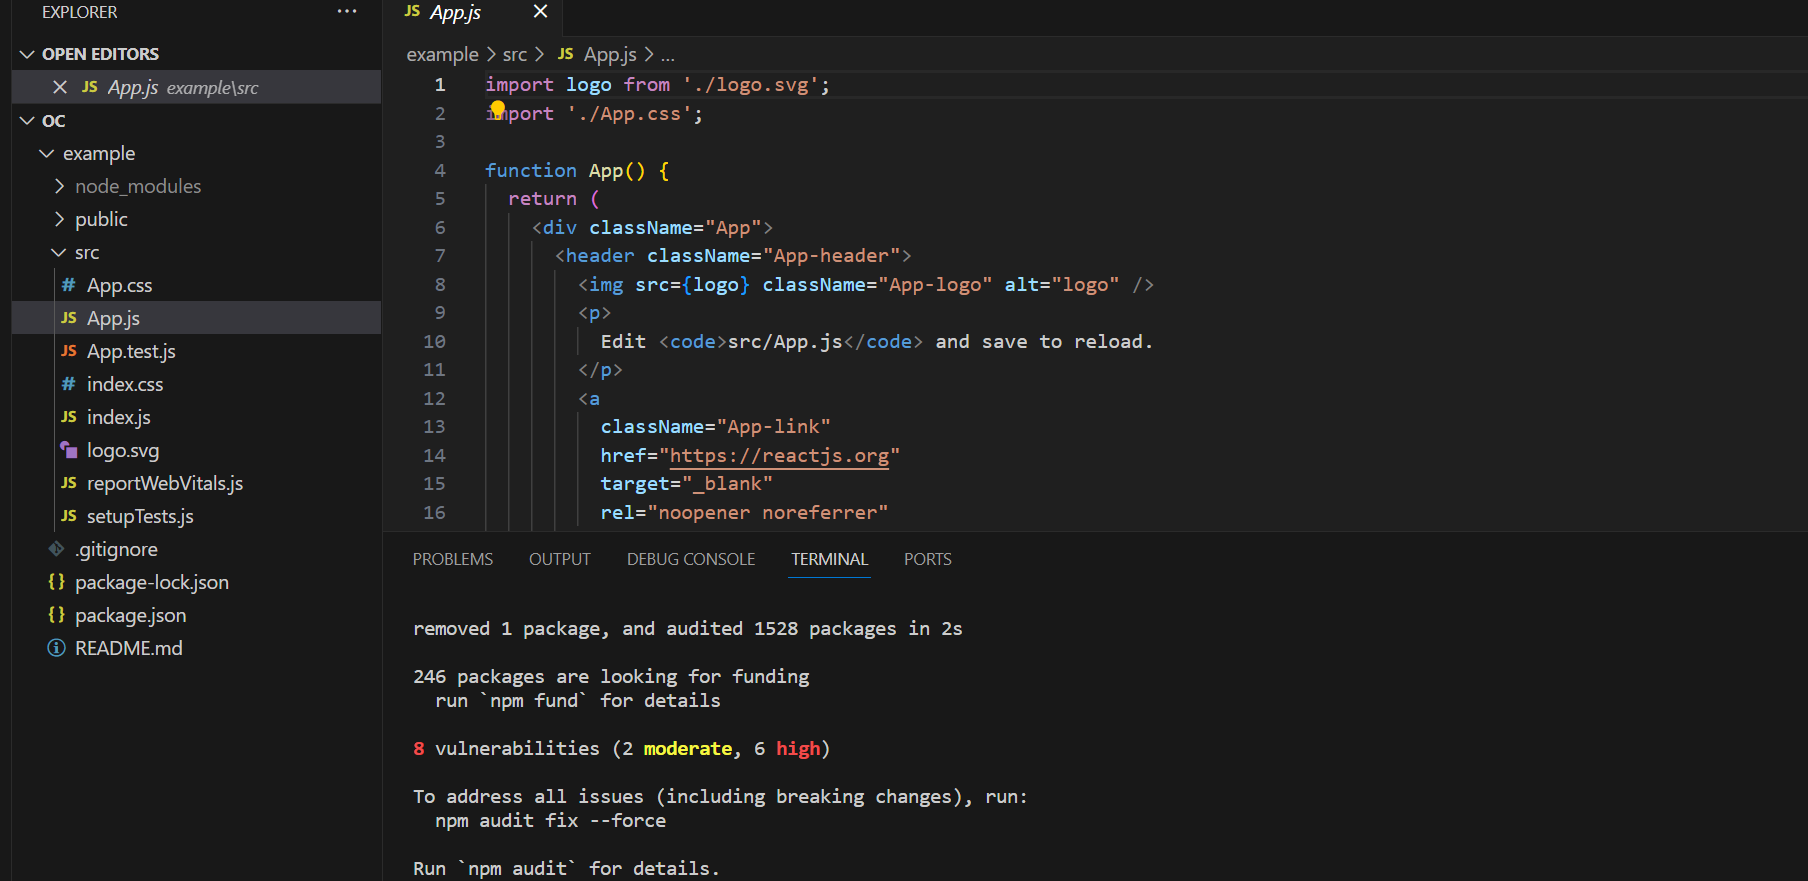 EXPLORER
OPEN EDITORS
JS App.js example\src
OC
example
node_modules
public
src
# App.css
JS App.js
JS App.test.js
# index.css
JS index.js
logo.svg
JS reportWebVitals.js
JS setupTests.js
.gitignore
{} package-lock.json
{} package.json
README.md
JS App.js
example > src > JS App.js > ...
1 import logo from './logo.svg';
2 import './App.css';
3
4 function App() {
5 return (
6 <div className="App">
7 <header className="App-header">
8 <img src={logo} className="App-logo" alt="logo" />
9 <p>
10 Edit <code>src/App.js</code> and save to reload.
11 </p>
12 <a
13 className="App-link"
14 href="https://reactjs.org"
15 target="_blank"
16 rel="noopener noreferrer"
PROBLEMS OUTPUT DEBUG CONSOLE TERMINAL PORTS
removed 1 package, and audited 1528 packages in 2s
246 packages are looking for funding
run `npm fund` for details
8 vulnerabilities (2 moderate, 6 high)
To address all issues (including breaking changes), run:
npm audit fix --force
Run `npm audit` for details.